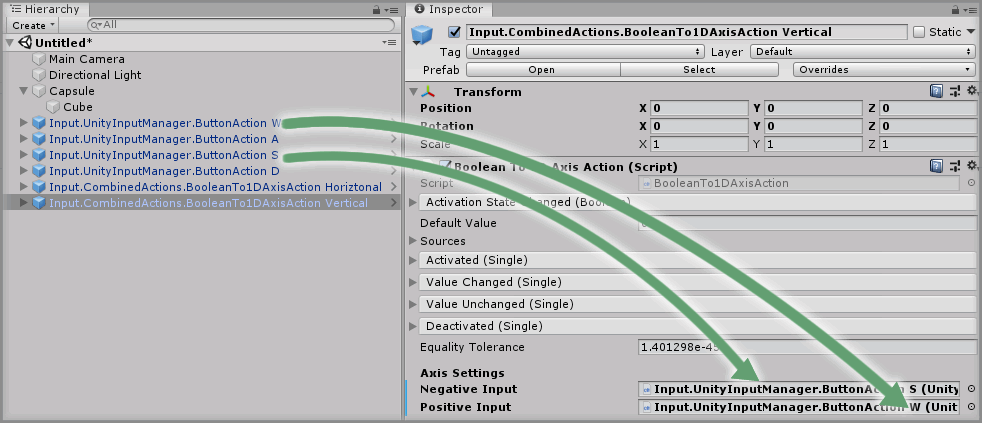 Hierarchy
Create
All
Untitled*
Main Camera
Directional Light
Capsule
Cube
Input.UnityInputManager.ButtonAction W
Input.UnityInputManager.ButtonAction A
Input.UnityInputManager.ButtonAction S
Input.UnityInputManager.ButtonAction D
Input.CombinedActions.BooleanTo1DAxisAction Horiztonal
Input.CombinedActions.BooleanTo1DAxisAction Vertical
Inspector
Input.CombinedActions.BooleanTo1DAxisAction Vertical Static
Tag Untagged Layer Default
Prefab Open Select Overrides
Transform
Position X 0 Y 0 Z 0
Rotation X 0 Y 0 Z 0
Scale X 1 Y 1 Z 1
Boolean To Axis Action (Script)
Script BooleanTo1DAxisAction
Activation State Changed (Boolean)
Default Value
Sources
Activated (Single)
Value Changed (Single)
Value Unchanged (Single)
Deactivated (Single)
Equality Tolerance 1.401298e-45
Axis Settings
Negative Input Input.UnityInputManager.ButtonAction S (Unity
Positive Input Input.UnityInputManager.ButtonAction W (Unit